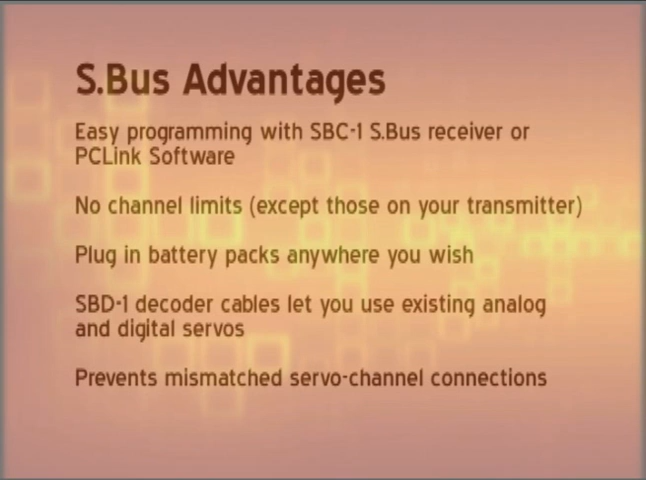 S.Bus Advantages
Easy programming with SBC-1 S.Bus receiver or
PCLink Software
No channel limits (except those on your transmitter)
Plug in battery packs anywhere you wish
SBD-1 decoder cables let you use existing analog
and digital servos
Prevents mismatched servo-channel connections